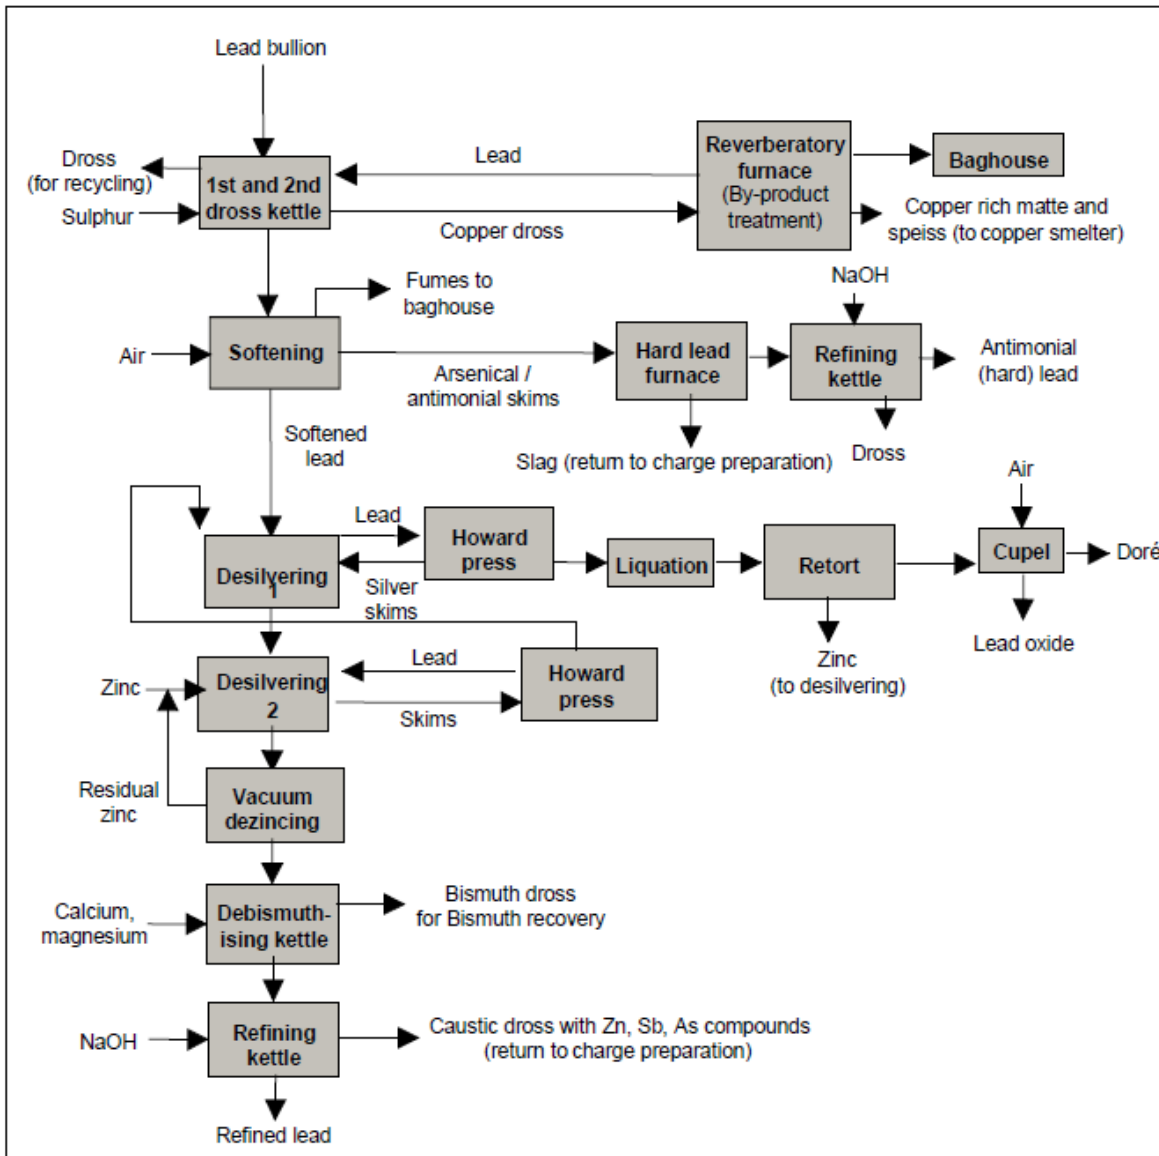 Lead bullion
Dross
(for recycling)
Sulphur
1st and 2nd
dross kettle
Lead
Copper dross
Reverberatory
furnace
(By-product
treatment)
Baghouse
Copper rich matte and
speiss (to copper smelter)
Fumes to
baghouse
NaOH
Air
Softening
Arsenical /
antimonial skims
Hard lead
furnace
Refining
kettle
Antimonial
(hard) lead
Softened
lead
Slag (return to charge preparation)
Dross
Air
Lead
Howard
press
Liquation
Retort
Cupel
Doré
Desilvering
1
Silver
skims
Lead oxide
Zinc
(to desilvering)
Zinc
Desilvering
2
Lead
Skims
Howard
press
Residual
zinc
Vacuum
dezincing
Calcium,
magnesium
Debismuth-
ising kettle
Bismuth dross
for Bismuth recovery
NaOH
Refining
kettle
Caustic dross with Zn, Sb, As compounds
(return to charge preparation)
Refined lead